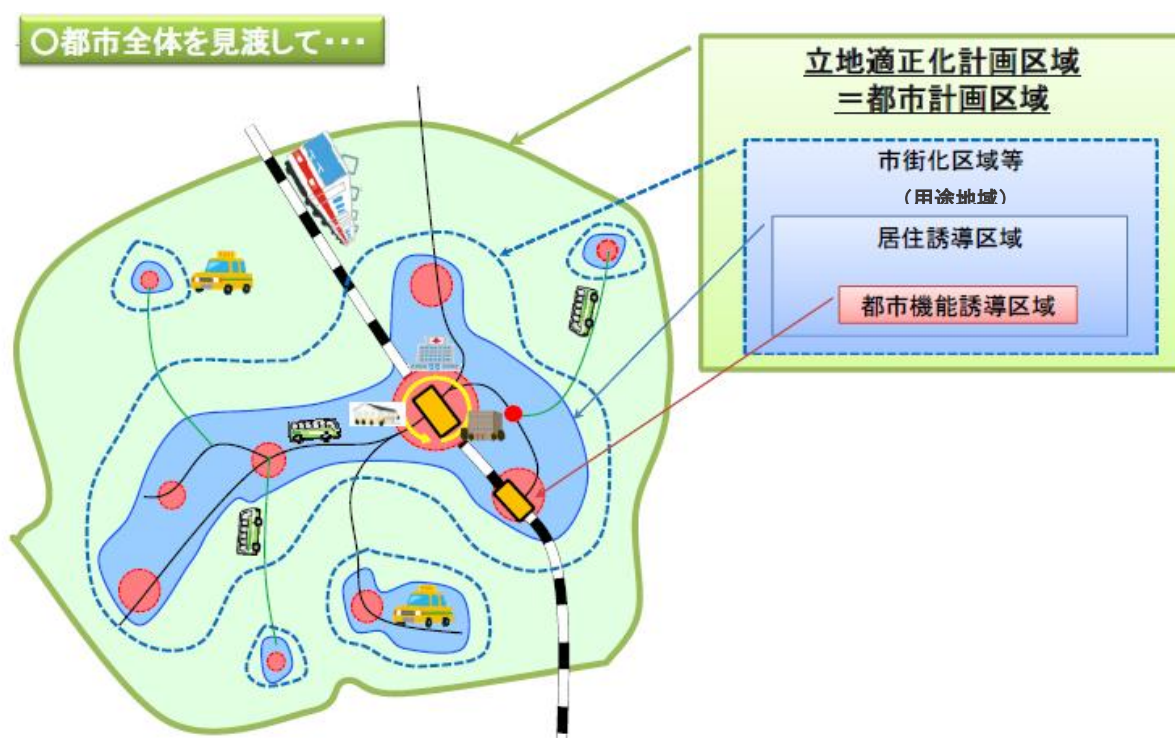 ○都市全体を見渡して・・・
立地適正化計画区域
＝都市計画区域
市街化区域等
（用途地域）
居住誘導区域
都市機能誘導区域